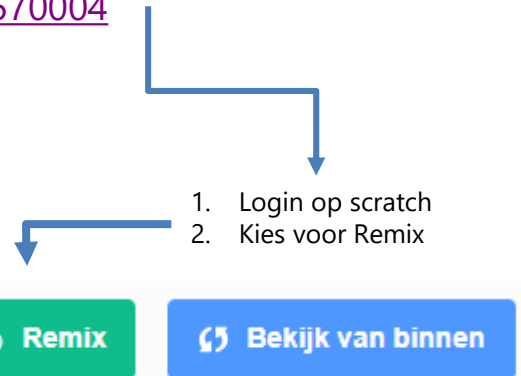 570004
1. Login op scratch
2. Kies voor Remix
Remix
Bekijk van binnen